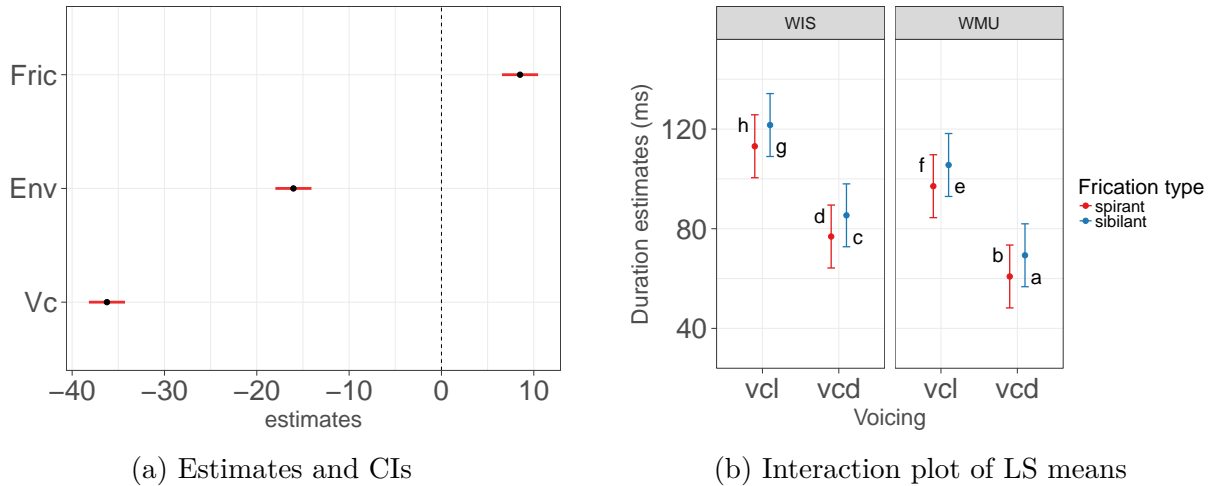 Fric
Env
Vc
−40 −30 −20 −10 0 10
estimates
(a) Estimates and CIs
WIS WMU
Duration estimates (ms)
120
80
40
h
g
d
c
f
e
b
a
vcl vcd vcl vcd
Voicing
Frication type
spirant
sibilant
(b) Interaction plot of LS means